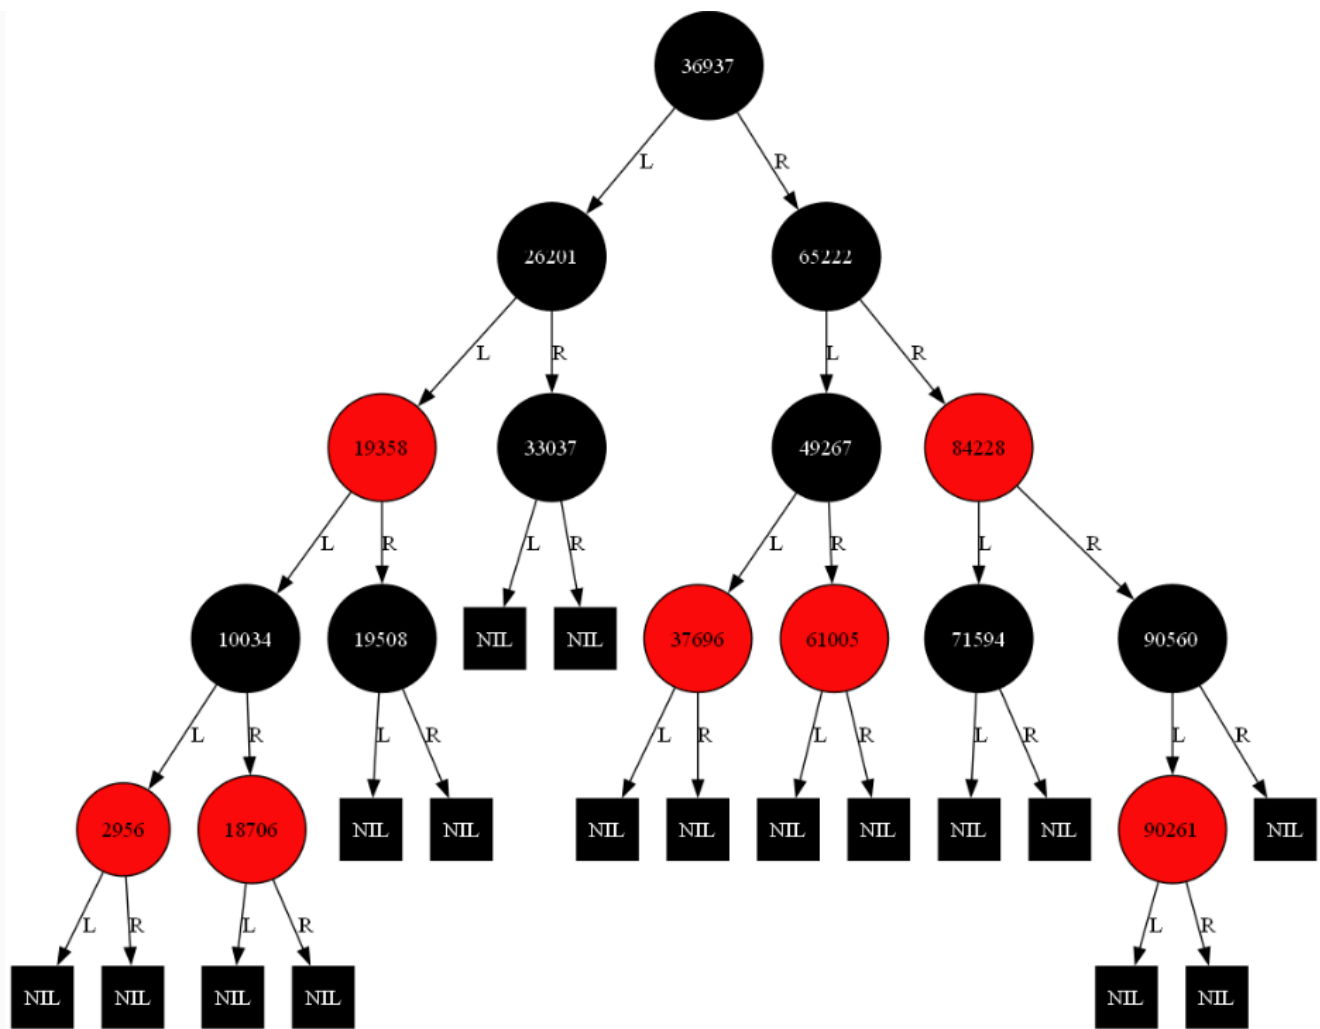 36937
L R
26201 65222
L R L R
19358 33037 49267 84228
L R L R L R L R
10034 19508 NIL NIL 37696 61005 71594 90560
L R L R L R L R L R L R
2956 18706 NIL NIL NIL NIL NIL NIL NIL NIL 90261 NIL
L R L R L R
NIL NIL NIL NIL NIL NIL